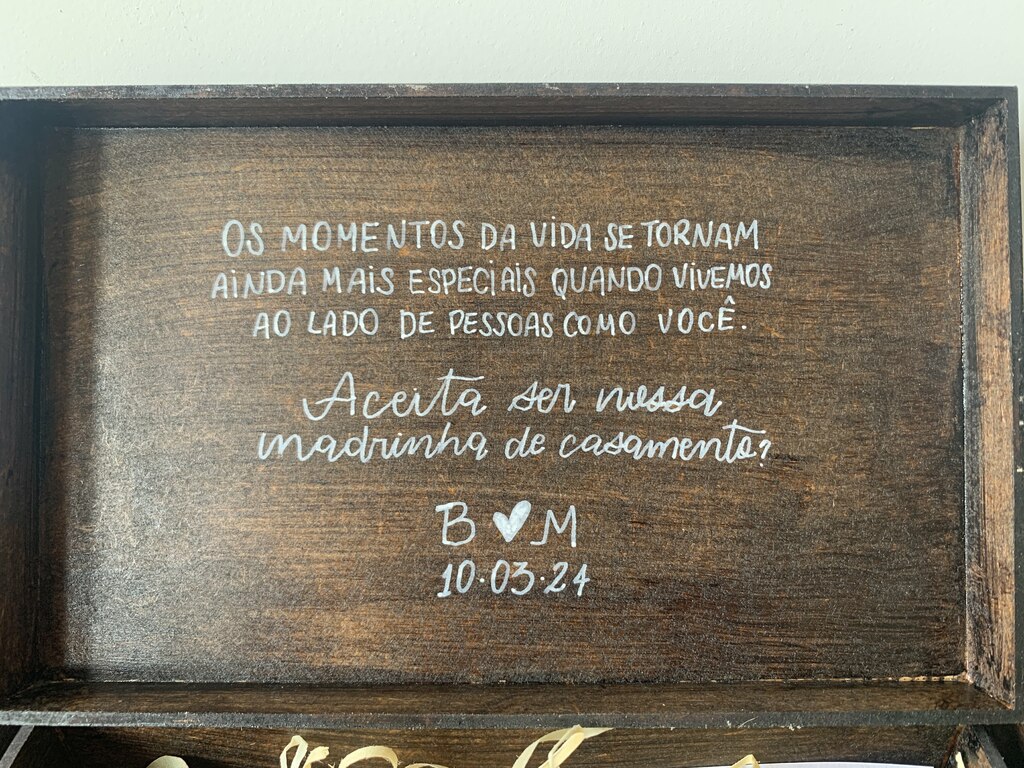 OS MOMENTOS DA VIDA SE TORNAM
AINDA MAIS ESPECIAIS QUANDO VIVEMOS
AO LADO DE PESSOAS COMO VOCÊ.
Aceita ser nossa
madrinha de casamento?
B ♥ M
10.03.24